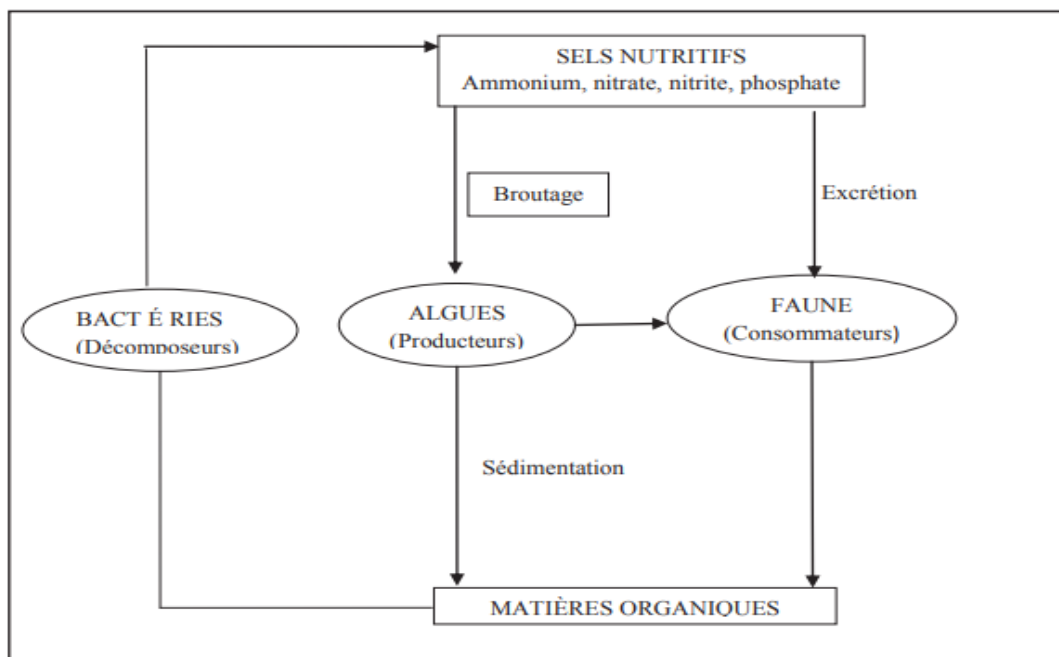 SELS NUTRITIFS
Ammonium, nitrate, nitrite, phosphate
Broutage
Excrétion
BACT É RIES
(Décomposeurs)
ALGUES
(Producteurs)
FAUNE
(Consommateurs)
Sédimentation
MATIÈRES ORGANIQUES